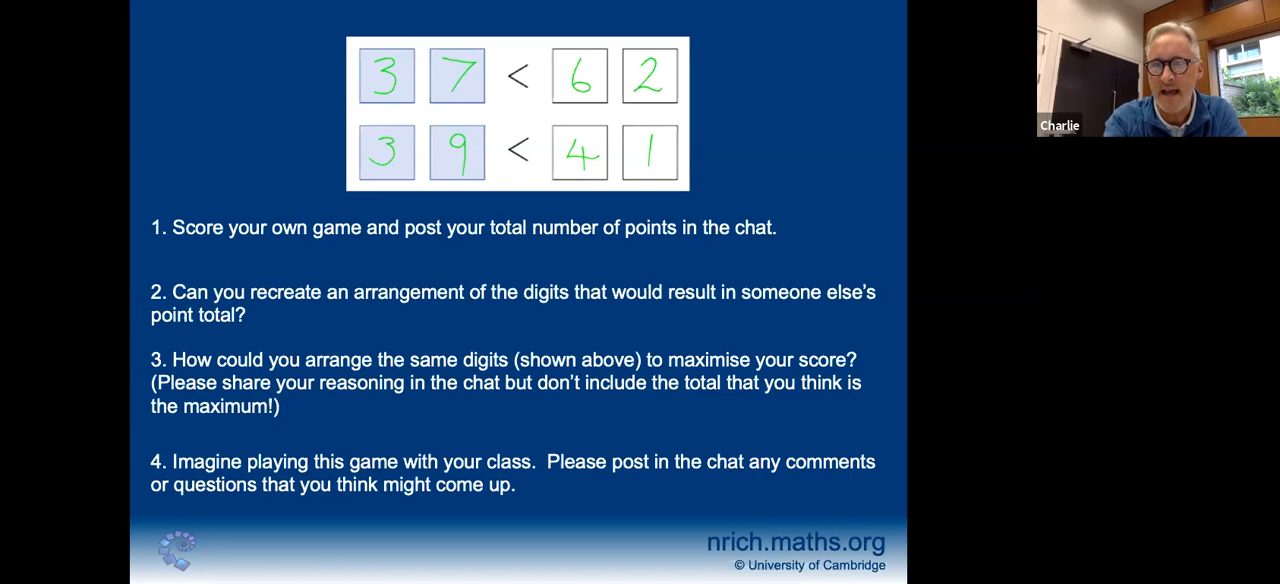 3 7 < 6 2
Charlie
3 9 < 4 1
1. Score your own game and post your total number of points in the chat.
2. Can you recreate an arrangement of the digits that would result in someone else’s
point total?
3. How could you arrange the same digits (shown above) to maximise your score?
(Please share your reasoning in the chat but don’t include the total that you think is
the maximum!)
4. Imagine playing this game with your class.  Please post in the chat any comments
or questions that you think might come up.
nrich.maths.org
© University of Cambridge